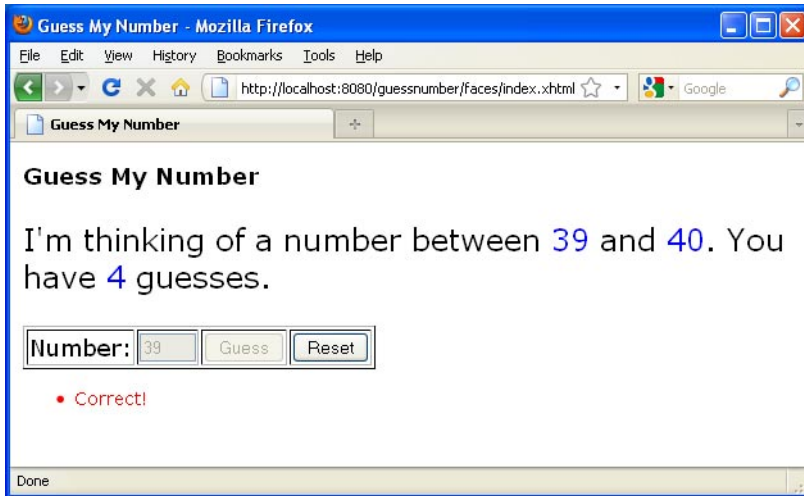 Guess My Number - Mozilla Firefox
File Edit View History Bookmarks Tools Help
http://localhost:8080/guessnumber/faces/index.xhtml Google
Guess My Number
Guess My Number
I'm thinking of a number between 39 and 40. You
have 4 guesses.
Number: 39 Guess Reset
• Correct!
Done